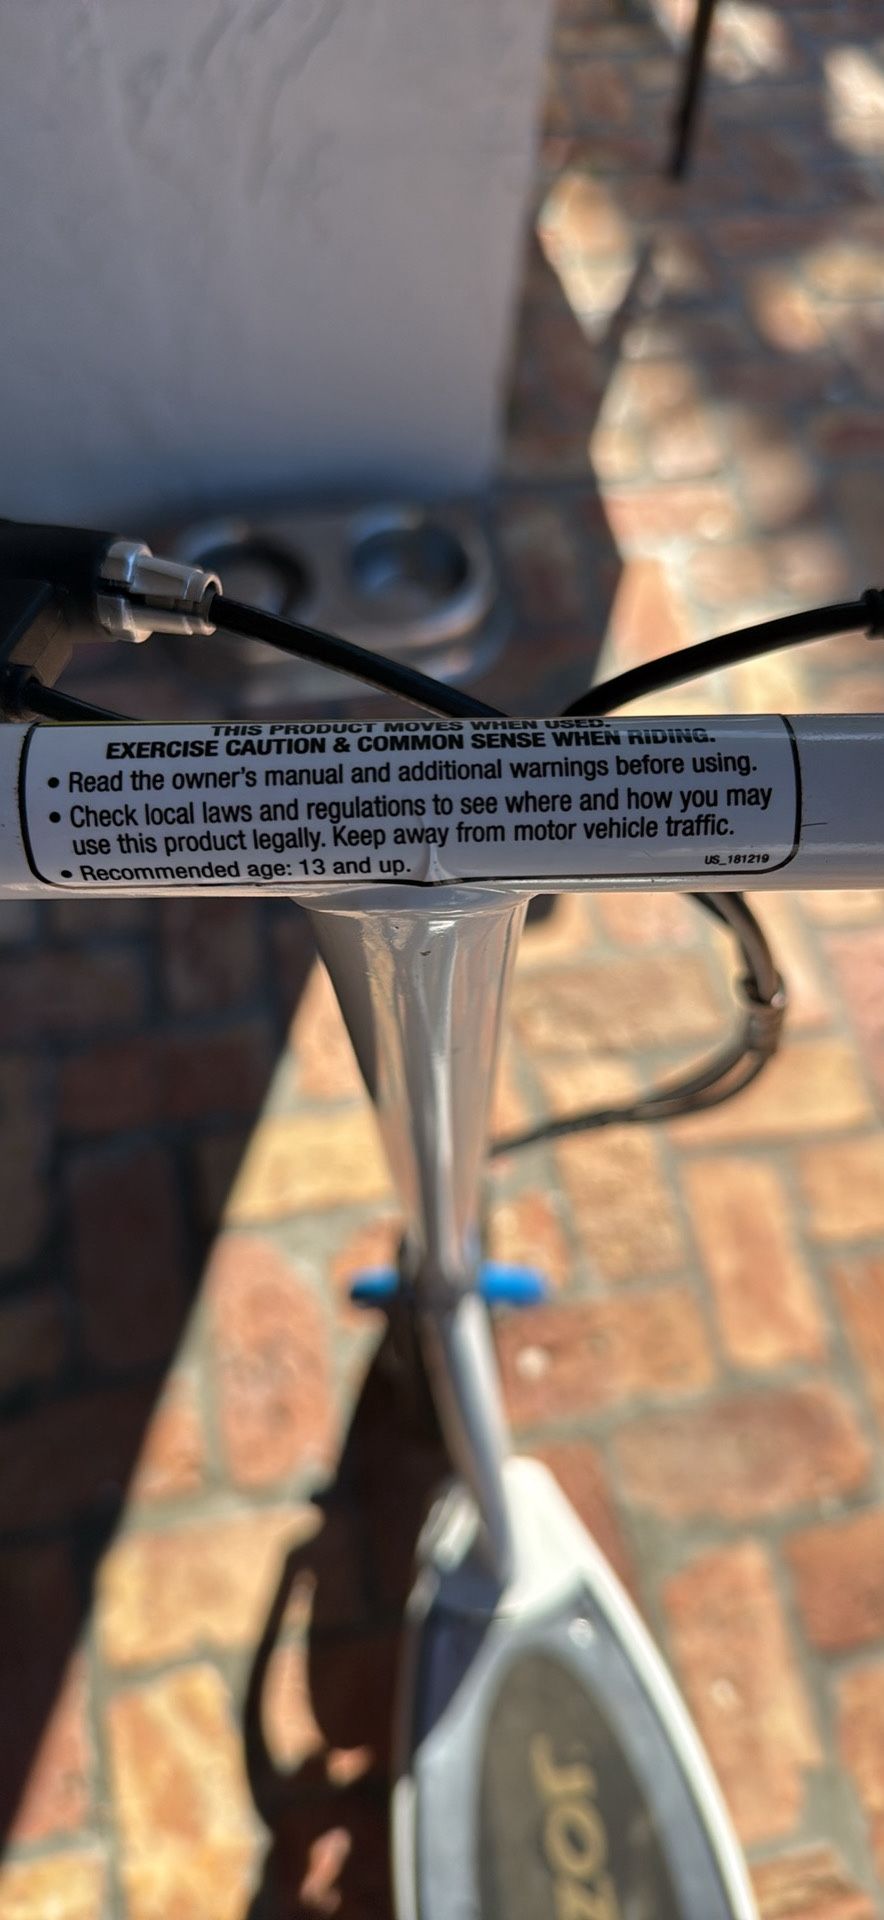 THIS PRODUCT MOVES WHEN USED.
EXERCISE CAUTION & COMMON SENSE WHEN RIDING.
• Read the owner's manual and additional warnings before using.
• Check local laws and regulations to see where and how you may
use this product legally. Keep away from motor vehicle traffic.
• Recommended age: 13 and up.
US_181219